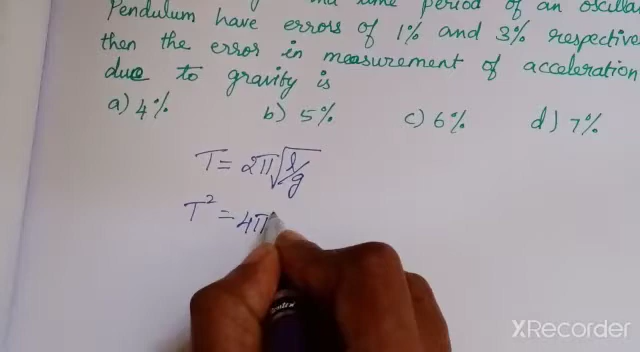 Pendulum have errors of 1% and 3% respective
then the error in measurement of acceleration
due to gravity is
a) 4% b) 5% c) 6% d) 7%
T = 2π√l/g
T² = 4π
XRecorder